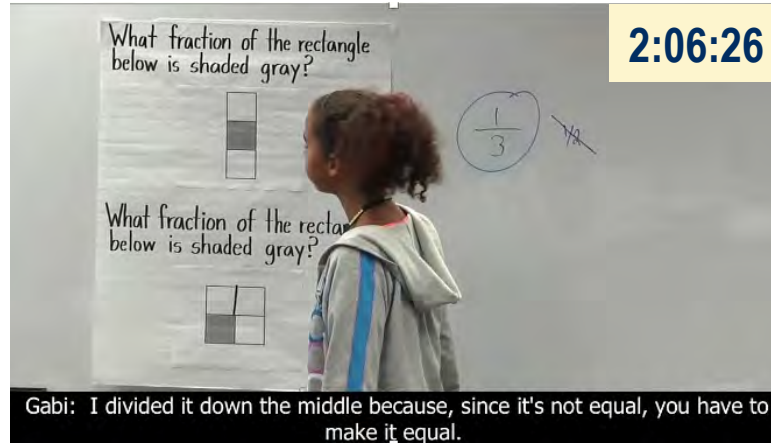 2:06:26
What fraction of the rectangle
below is shaded gray?
1
3
1/2
What fraction of the rectan
below is shaded gray?
Gabi: I divided it down the middle because, since it's not equal, you have to
make it equal.